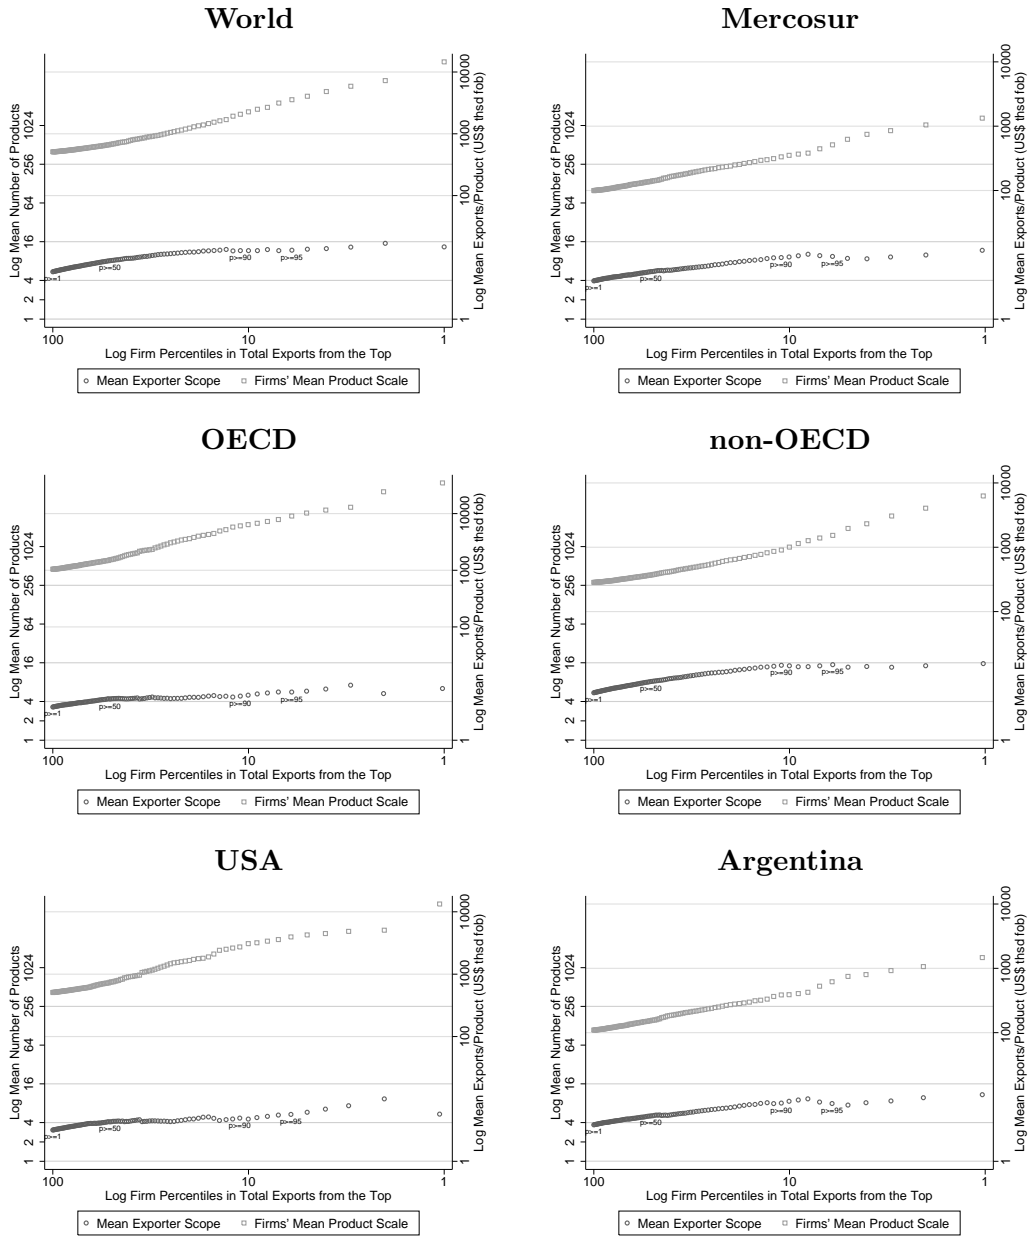 World
Log Mean Number of Products
1 2 4 16 64 256 1024
Log Mean Exports/Product (US$ thsd fob)
1 100 1000 10000
p>=1 p>=50 p>=90 p>=95
100 10 1
Log Firm Percentiles in Total Exports from the Top
Mean Exporter Scope Firms' Mean Product Scale
Mercosur
Log Mean Number of Products
1 2 4 16 64 256 1024
Log Mean Exports/Product (US$ thsd fob)
1 100 1000 10000
p>=1 p>=50 p>=90 p>=95
100 10 1
Log Firm Percentiles in Total Exports from the Top
Mean Exporter Scope Firms' Mean Product Scale
OECD
Log Mean Number of Products
1 2 4 16 64 256 1024
Log Mean Exports/Product (US$ thsd fob)
1 100 1000 10000
p>=1 p>=50 p>=90 p>=95
100 10 1
Log Firm Percentiles in Total Exports from the Top
Mean Exporter Scope Firms' Mean Product Scale
non-OECD
Log Mean Number of Products
1 2 4 16 64 256 1024
Log Mean Exports/Product (US$ thsd fob)
1 100 1000 10000
p>=1 p>=50 p>=90 p>=95
100 10 1
Log Firm Percentiles in Total Exports from the Top
Mean Exporter Scope Firms' Mean Product Scale
USA
Log Mean Number of Products
1 2 4 16 64 256 1024
Log Mean Exports/Product (US$ thsd fob)
1 100 1000 10000
p>=1 p>=50 p>=90 p>=95
100 10 1
Log Firm Percentiles in Total Exports from the Top
Mean Exporter Scope Firms' Mean Product Scale
Argentina
Log Mean Number of Products
1 2 4 16 64 256 1024
Log Mean Exports/Product (US$ thsd fob)
1 100 1000 10000
p>=1 p>=50 p>=90 p>=95
100 10 1
Log Firm Percentiles in Total Exports from the Top
Mean Exporter Scope Firms' Mean Product Scale